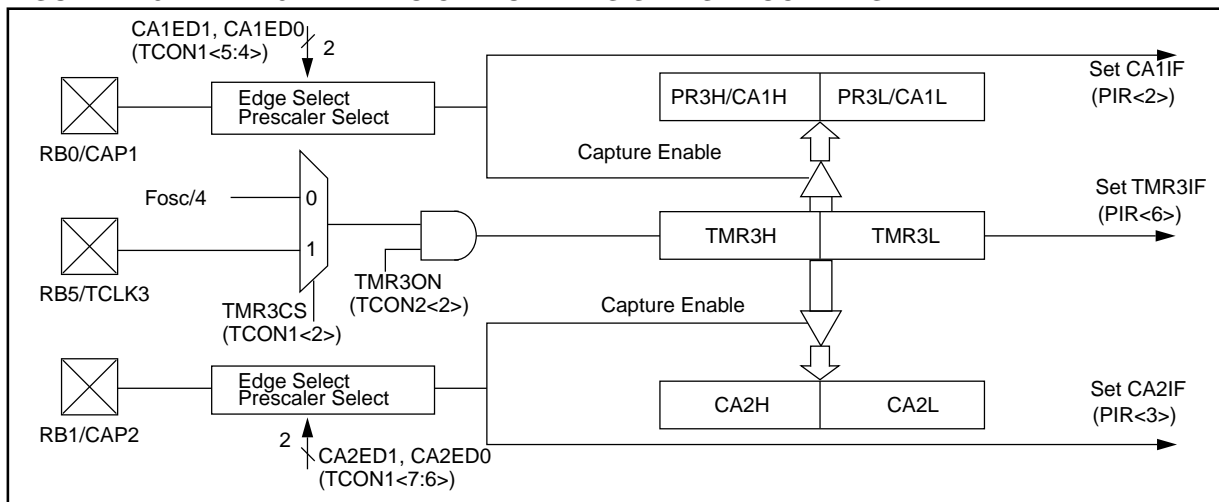 CA1ED1, CA1ED0
(TCON1<5:4>)
2
Set CA1IF
(PIR<2>)
Edge Select
Prescaler Select
PR3H/CA1H
PR3L/CA1L
RB0/CAP1
Capture Enable
Fosc/4
0
1
Set TMR3IF
(PIR<6>)
TMR3H
TMR3L
RB5/TCLK3
TMR3ON
(TCON2<2>)
TMR3CS
(TCON1<2>)
Capture Enable
Edge Select
Prescaler Select
CA2H
CA2L
Set CA2IF
(PIR<3>)
RB1/CAP2
2
CA2ED1, CA2ED0
(TCON1<7:6>)